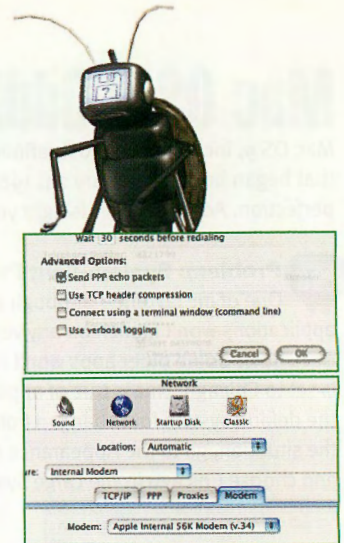 ?
Wait 30 seconds before redialing
Advanced Options:
Send PPP echo packets
Use TCP header compression
Connect using a terminal window (command line)
Use verbose logging
Cancel OK
Network
Sound Network Startup Disk Classic
Location: Automatic
ure: Internal Modem
TCP/IP PPP Proxies Modem
Modem: Apple Internal 56K Modem (v.34)